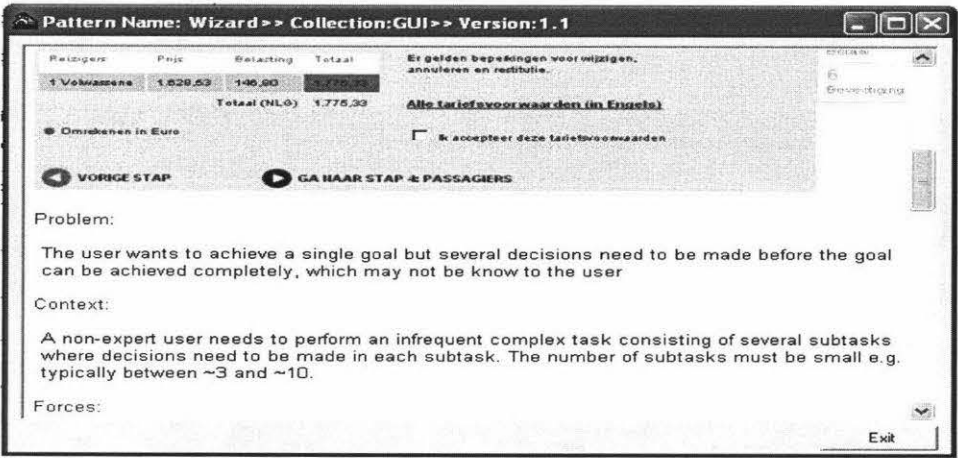 Pattern Name: Wizard>> Collection:GUI>> Version:1.1
Reizigers Prijs Belasting Totaal
1 Volwassene 1.628,53 146,80 1.775,33
Totaal (NLG) 1.775,33
Omrekenen in Euro
Er gelden beperkingen voor wijzigen,
annuleren en restitutie.
Alle tariefsvoorwaarden (in Engels)
Ik accepteer deze tariefsvoorwaarden
6
Bevestiging
VORIGE STAP GA NAAR STAP 4: PASSAGIERS
Problem:
The user wants to achieve a single goal but several decisions need to be made before the goal
can be achieved completely, which may not be know to the user
Context:
A non-expert user needs to perform an infrequent complex task consisting of several subtasks
where decisions need to be made in each subtask. The number of subtasks must be small e.g.
typically between ~3 and ~10.
Forces:
Exit